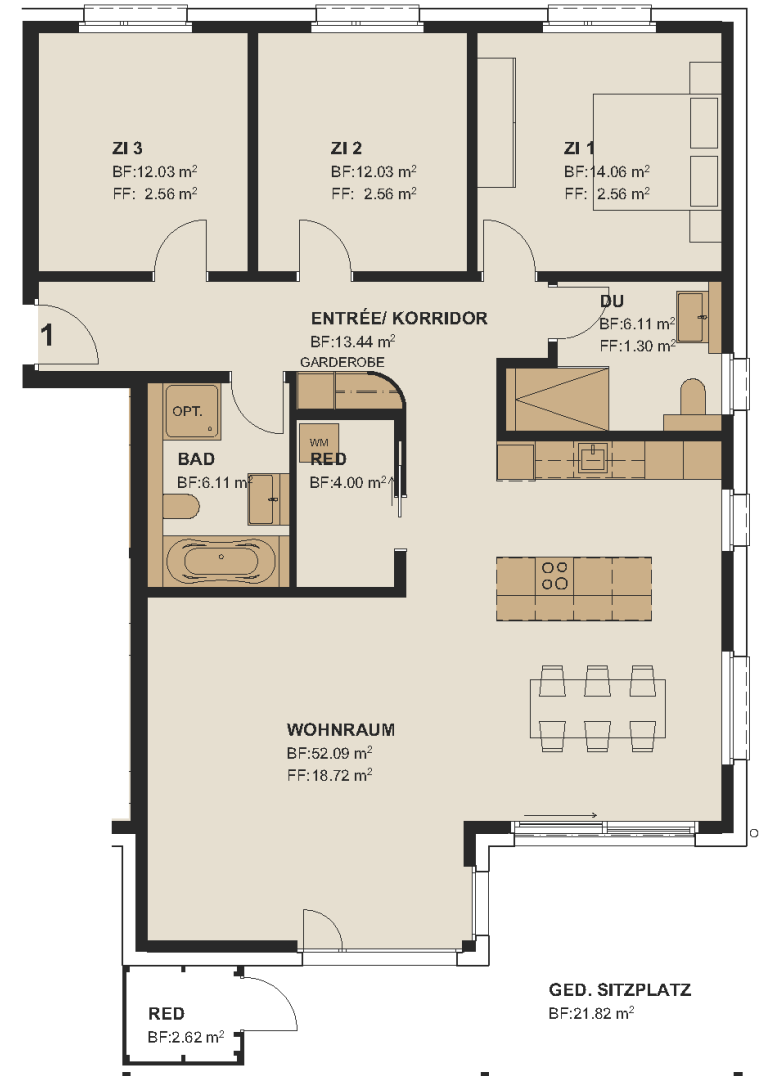 ZI 3
BF:12.03 m²
FF: 2.56 m²
ZI 2
BF:12.03 m²
FF: 2.56 m²
ZI 1
BF:14.06 m²
FF: 2.56 m²
1
ENTRÉE/ KORRIDOR
BF:13.44 m²
GARDEROBE
DU
BF:6.11 m²
FF:1.30 m²
OPT.
BAD
BF:6.11 m²
WM
RED
BF:4.00 m²
WOHNRAUM
BF:52.09 m²
FF:18.72 m²
GED. SITZPLATZ
BF:21.82 m²
RED
BF:2.62 m²